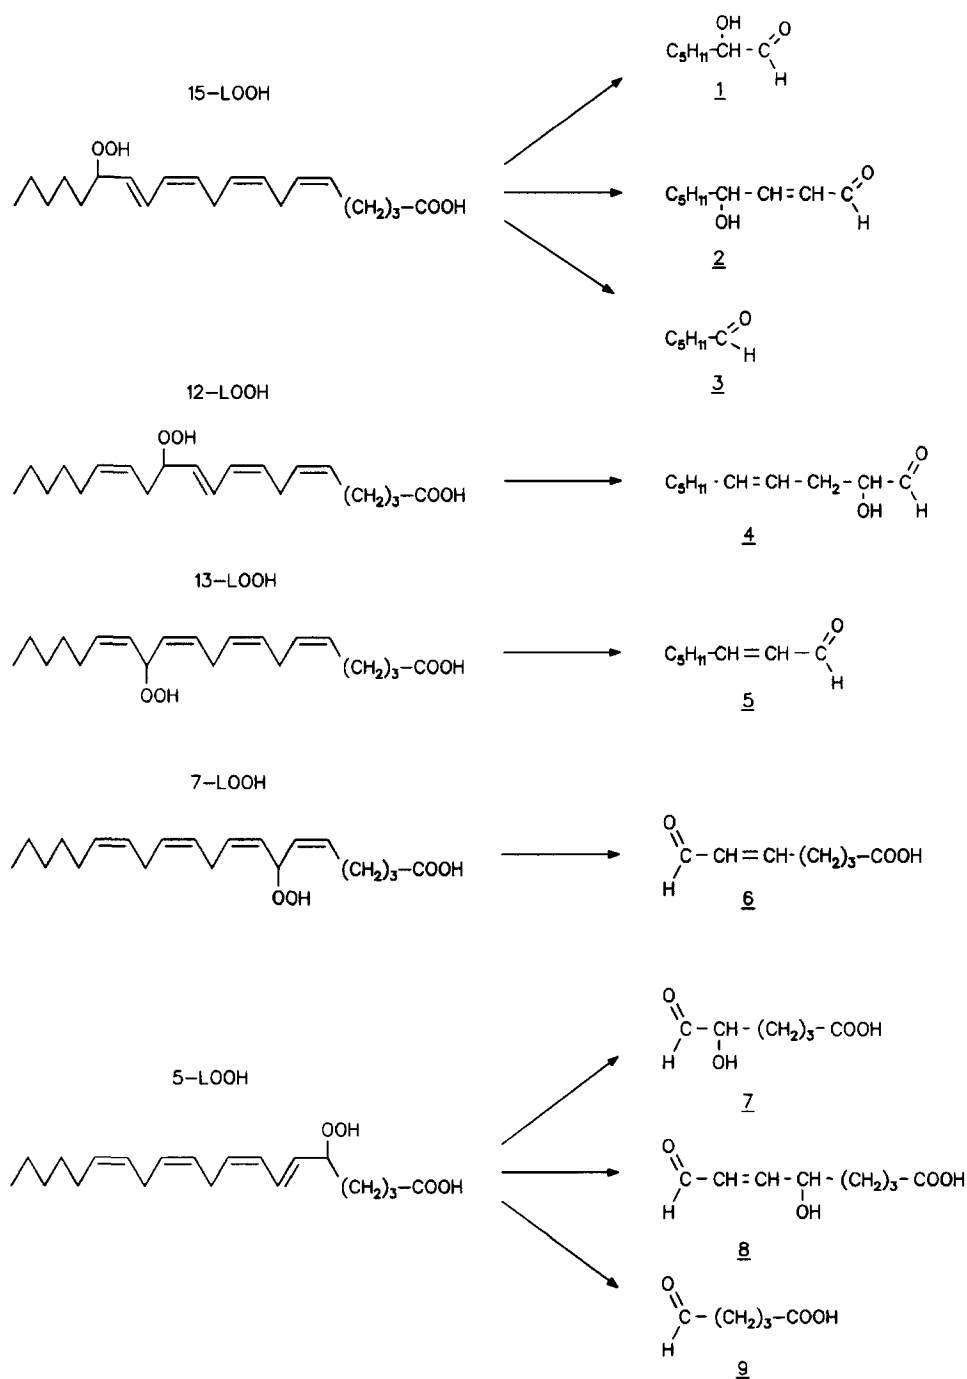 15-LOOH
OOH
(CH₂)₃-COOH
OH
C₅H₁₁-CH-C
O
H
1
C₅H₁₁-CH-CH=CH-C
O
H
OH
2
C₅H₁₁-C
O
H
3
12-LOOH
OOH
(CH₂)₃-COOH
C₅H₁₁-CH=CH-CH₂-CH-C
O
OH
H
4
13-LOOH
OOH
(CH₂)₃-COOH
C₅H₁₁-CH=CH-C
O
H
5
7-LOOH
OOH
(CH₂)₃-COOH
O
C-CH=CH-(CH₂)₃-COOH
H
6
5-LOOH
OOH
(CH₂)₃-COOH
O
C-CH-(CH₂)₃-COOH
H
OH
7
O
C-CH=CH-CH-(CH₂)₃-COOH
H
OH
8
O
C-(CH₂)₃-COOH
H
9